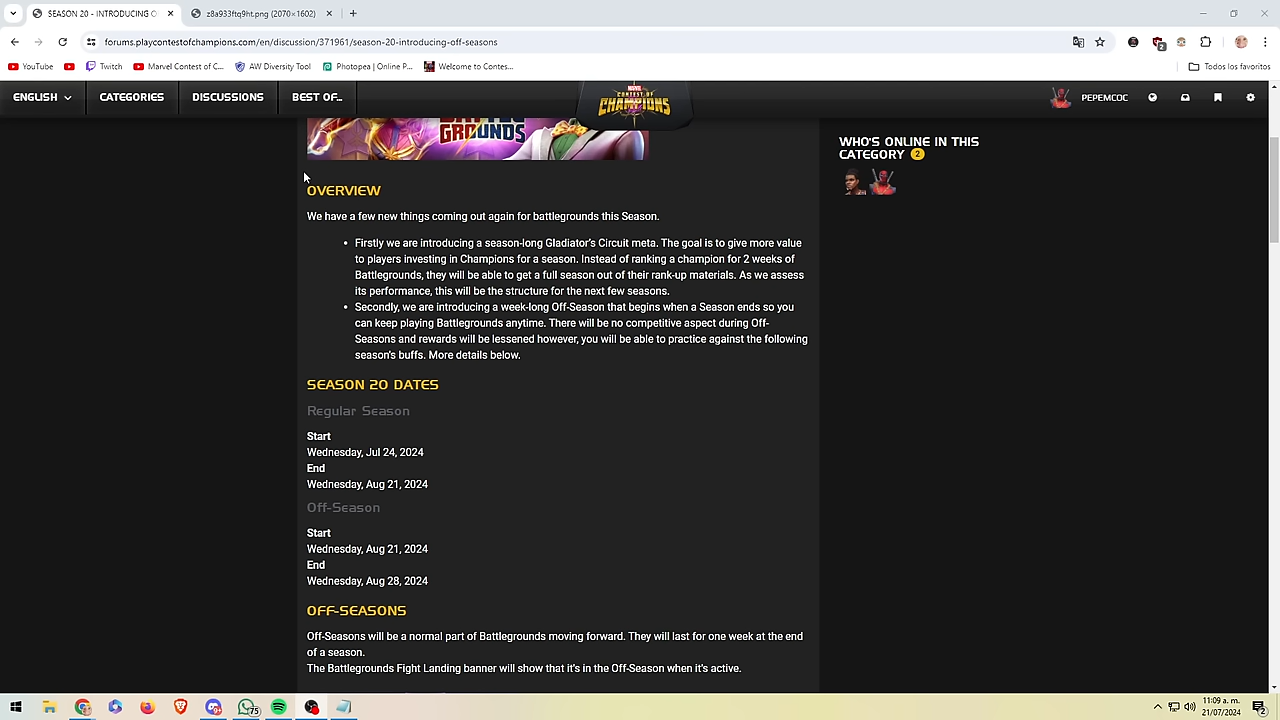 SEASON 20 - INTRODUCING O
z8a933ftq9ht.png (2070×1602)
forums.playcontestofchampions.com/en/discussion/371961/season-20-introducing-off-seasons
YouTube
Twitch
Marvel Contest of C...
AW Diversity Tool
Photopea | Online P...
Welcome to Contes...
Todos los favoritos
ENGLISH
CATEGORIES
DISCUSSIONS
BEST OF...
MARVEL
CONTEST OF
CHAMPIONS
PEPEMCOC
GROUNDS
WHO'S ONLINE IN THIS
CATEGORY 2
OVERVIEW
We have a few new things coming out again for battlegrounds this Season.
• Firstly we are introducing a season-long Gladiator's Circuit meta. The goal is to give more value
to players investing in Champions for a season. Instead of ranking a champion for 2 weeks of
Battlegrounds, they will be able to get a full season out of their rank-up materials. As we assess
its performance, this will be the structure for the next few seasons.
• Secondly, we are introducing a week-long Off-Season that begins when a Season ends so you
can keep playing Battlegrounds anytime. There will be no competitive aspect during Off-
Seasons and rewards will be lessened however, you will be able to practice against the following
season's buffs. More details below.
SEASON 20 DATES
Regular Season
Start
Wednesday, Jul 24, 2024
End
Wednesday, Aug 21, 2024
Off-Season
Start
Wednesday, Aug 21, 2024
End
Wednesday, Aug 28, 2024
OFF-SEASONS
Off-Seasons will be a normal part of Battlegrounds moving forward. They will last for one week at the end
of a season.
The Battlegrounds Fight Landing banner will show that it's in the Off-Season when it's active.
75
11:09 a. m.
21/07/2024
2